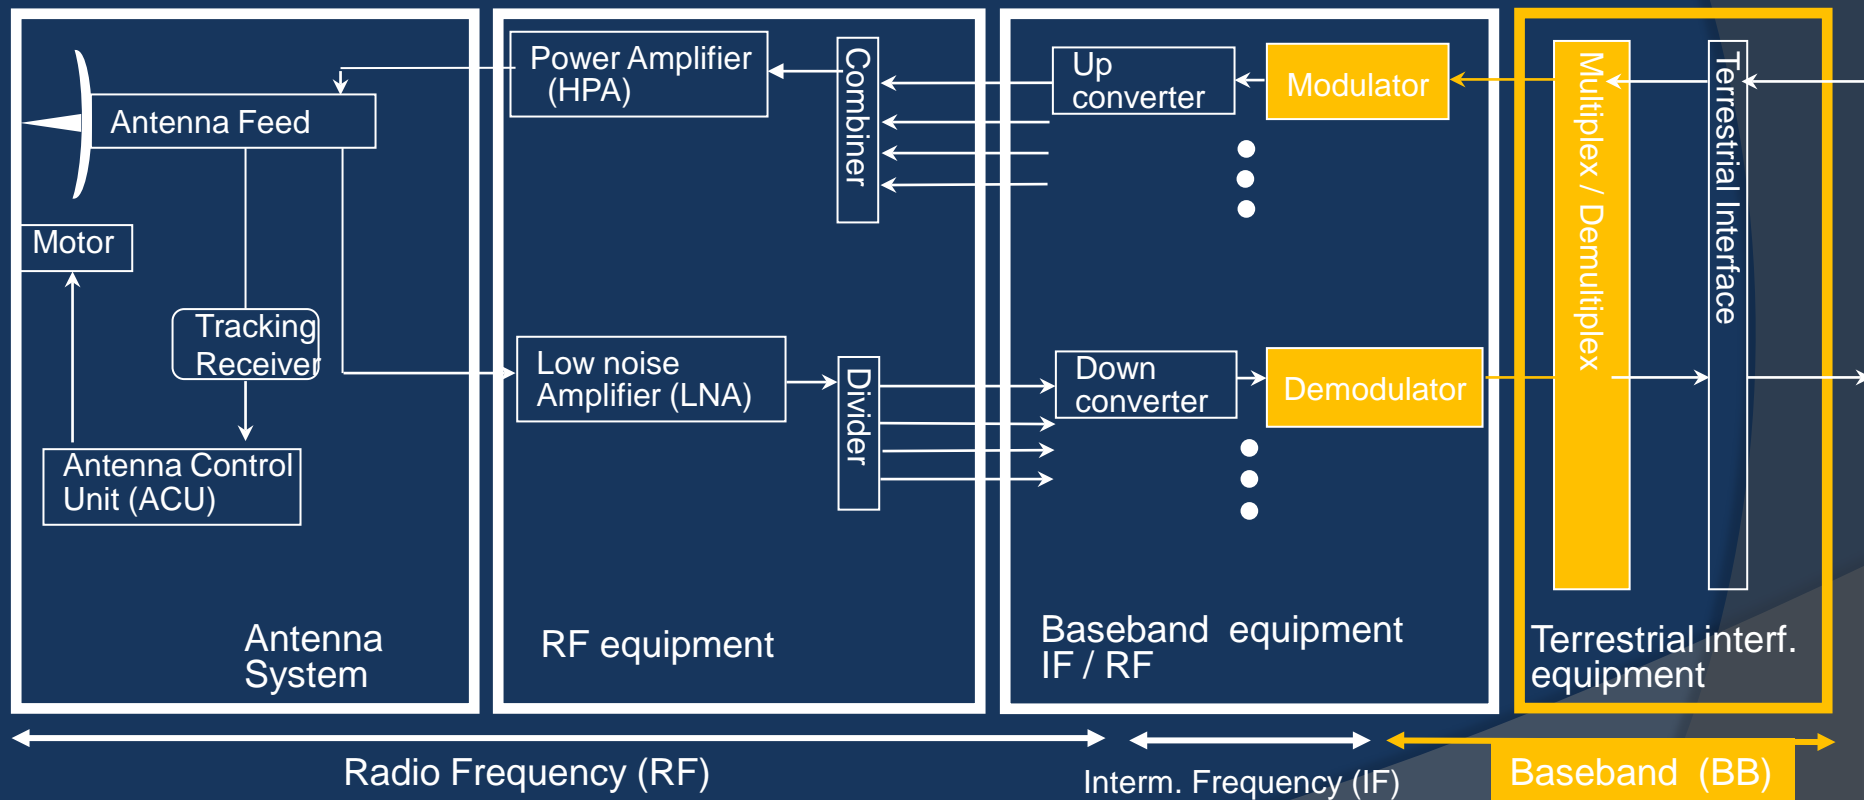 Power Amplifier
(HPA)
Combiner
Up
converter
Modulator
Multiplex / Demultiplex
Terrestrial Interface
Antenna Feed
Motor
Tracking
Receiver
Low noise
Amplifier (LNA)
Divider
Down
converter
Demodulator
Antenna Control
Unit (ACU)
Antenna
System
RF equipment
Baseband equipment
IF / RF
Terrestrial interf.
equipment
Radio Frequency (RF)
Interm. Frequency (IF)
Baseband (BB)